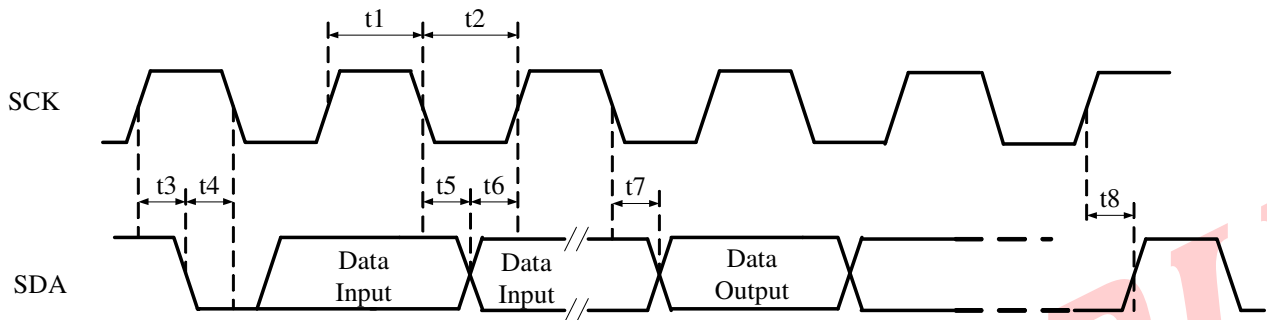 t1 t2
SCK
t3 t4 t5 t6 t7 t8
SDA
Data
Input
Data
Input
Data
Output